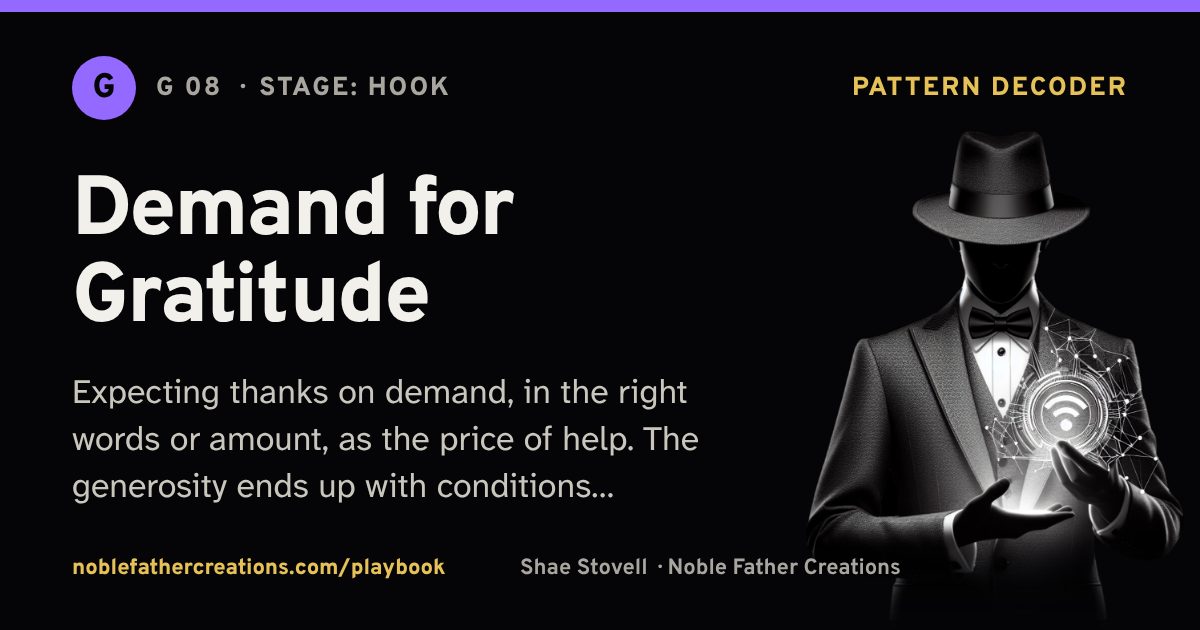 G
G 08 · STAGE: HOOK
PATTERN DECODER
Demand for
Gratitude
Expecting thanks on demand, in the right
words or amount, as the price of help. The
generosity ends up with conditions...
noblefathercreations.com/playbook
Shae Stovell · Noble Father Creations